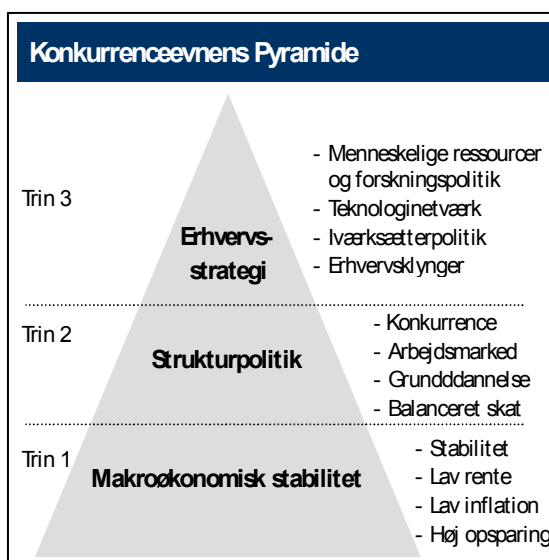 Konkurrenceevnens Pyramide
Trin 3
Erhvervs-
strategi
- Menneskelige ressourcer
og forskningspolitik
- Teknologinetværk
- Iværksætterpolitik
- Erhvervsklynger
Trin 2
Strukturpolitik
- Konkurrence
- Arbejdsmarked
- Grundddannelse
- Balanceret skat
Trin 1
Makroøkonomisk stabilitet
- Stabilitet
- Lav rente
- Lav inflation
- Høj opsparing